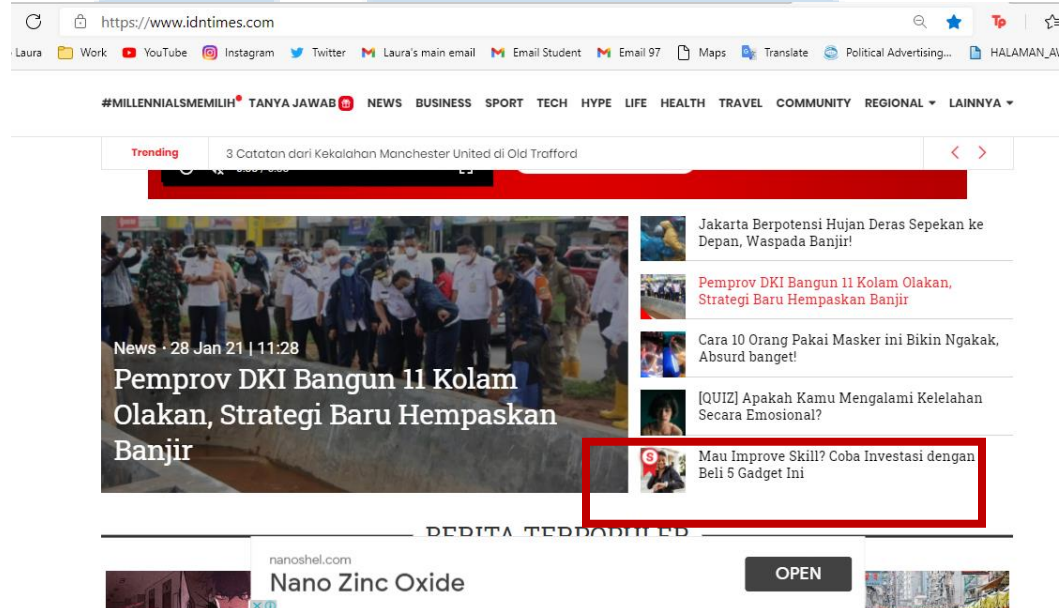 https://www.idntimes.com
Laura Work YouTube Instagram Twitter Laura's main email Email Student Email 97 Maps Translate Political Advertising... HALAMAN_AW
#MILLENNIALSMEMILIH TANYA JAWAB NEWS BUSINESS SPORT TECH HYPE LIFE HEALTH TRAVEL COMMUNITY REGIONAL LAINNYA
Trending 3 Catatan dari Kekalahan Manchester United di Old Trafford
News · 28 Jan 21 | 11:28
Pemprov DKI Bangun 11 Kolam
Olakan, Strategi Baru Hempaskan
Banjir
Jakarta Berpotensi Hujan Deras Sepekan ke
Depan, Waspada Banjir!
Pemprov DKI Bangun 11 Kolam Olakan,
Strategi Baru Hempaskan Banjir
Cara 10 Orang Pakai Masker ini Bikin Ngakak,
Absurd banget!
[QUIZ] Apakah Kamu Mengalami Kelelahan
Secara Emosional?
S
Mau Improve Skill? Coba Investasi dengan
Beli 5 Gadget Ini
BERITA TERPOPULER
nanoshel.com
Nano Zinc Oxide
OPEN